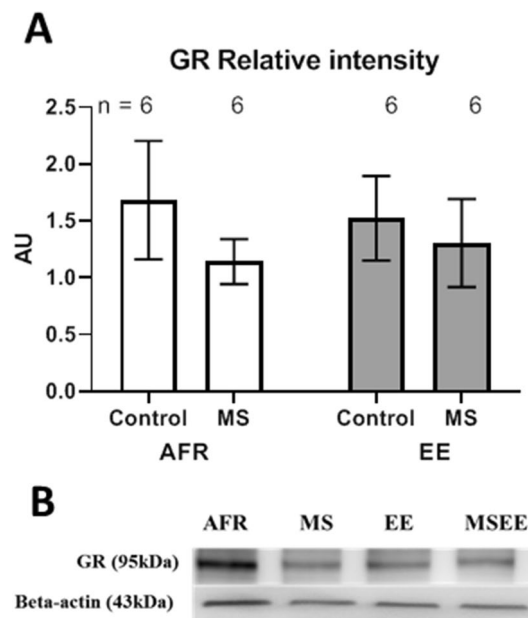 A
GR Relative intensity
n = 6 6 6 6
2.5
2.0
1.5
1.0
0.5
0.0
AU
Control MS Control MS
AFR EE
B
AFR MS EE MSEE
GR (95kDa)
Beta-actin (43kDa)